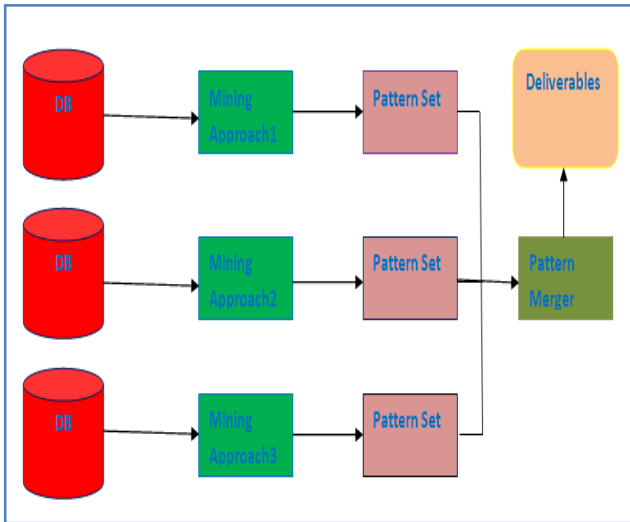 DB
Mining
Approach1
Pattern Set
Deliverables
DB
Mining
Approach2
Pattern Set
Pattern
Merger
DB
Mining
Approach3
Pattern Set